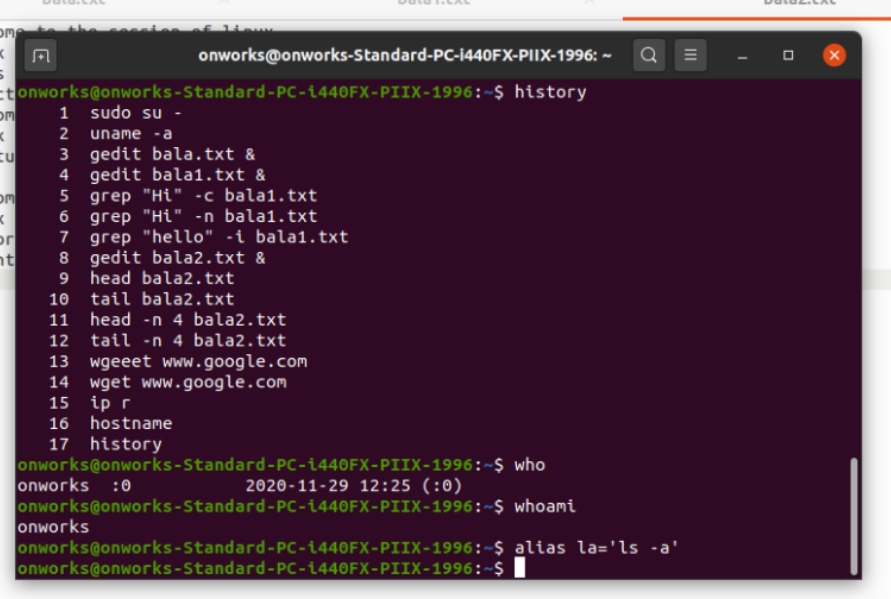 bala2.txt
onworks@onworks-Standard-PC-i440FX-PIIX-1996: ~
onworks@onworks-Standard-PC-i440FX-PIIX-1996:~$ history
1 sudo su -
2 uname -a
3 gedit bala.txt &
4 gedit bala1.txt &
5 grep "Hi" -c bala1.txt
6 grep "Hi" -n bala1.txt
7 grep "hello" -i bala1.txt
8 gedit bala2.txt &
9 head bala2.txt
10 tail bala2.txt
11 head -n 4 bala2.txt
12 tail -n 4 bala2.txt
13 wgeeet www.google.com
14 wget www.google.com
15 ip r
16 hostname
17 history
onworks@onworks-Standard-PC-i440FX-PIIX-1996:~$ who
onworks :0 2020-11-29 12:25 (:0)
onworks@onworks-Standard-PC-i440FX-PIIX-1996:~$ whoami
onworks
onworks@onworks-Standard-PC-i440FX-PIIX-1996:~$ alias la='ls -a'
onworks@onworks-Standard-PC-i440FX-PIIX-1996:~$